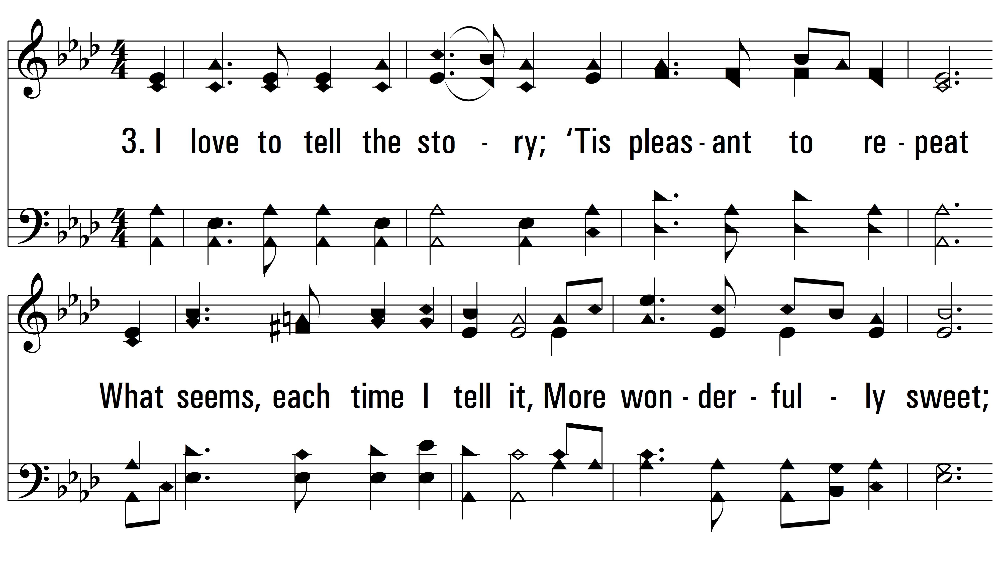 3. I love to tell the sto - ry; ‘Tis pleas - ant to re - peat
What seems, each time I tell it, More won - der - ful - ly sweet;